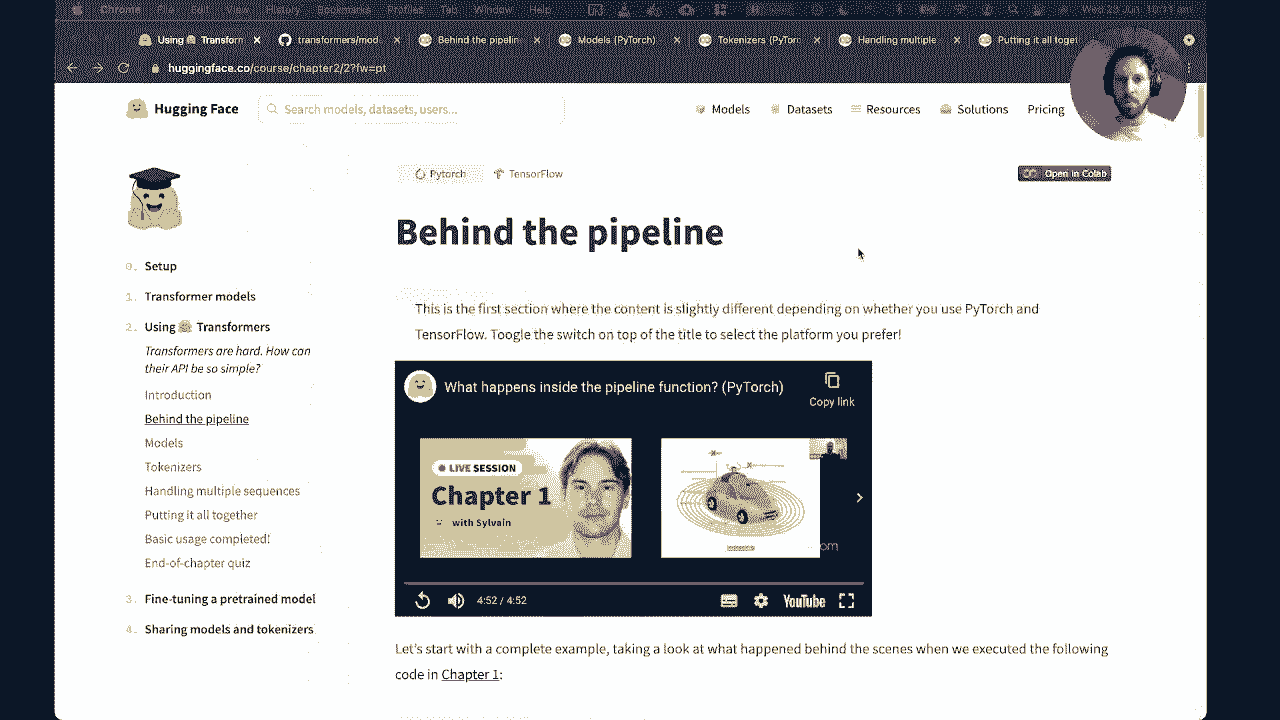 Chrome File Edit View History Bookmarks Profiles Tab Window Help
Using 🤗 Transform
transformers/mod
Behind the pipelin
Models (PyTorch)
Tokenizers (PyTor
Handling multiple
Putting it all toget
huggingface.co/course/chapter2/2?fw=pt
Hugging Face
Search models, datasets, users...
Models
Datasets
Resources
Solutions
Pricing
Pytorch
TensorFlow
Open in Colab
Behind the pipeline
0. Setup
1. Transformer models
2. Using 🤗 Transformers
Transformers are hard. How can
their API be so simple?
Introduction
Behind the pipeline
Models
Tokenizers
Handling multiple sequences
Putting it all together
Basic usage completed!
End-of-chapter quiz
3. Fine-tuning a pretrained model
4. Sharing models and tokenizers
This is the first section where the content is slightly different depending on whether you use PyTorch and
TensorFlow. Toogle the switch on top of the title to select the platform you prefer!
What happens inside the pipeline function? (PyTorch)
Copy link
LIVE SESSION
Chapter 1
with Sylvain
om
4:52 / 4:52
YouTube
Let's start with a complete example, taking a look at what happened behind the scenes when we executed the following
code in Chapter 1: